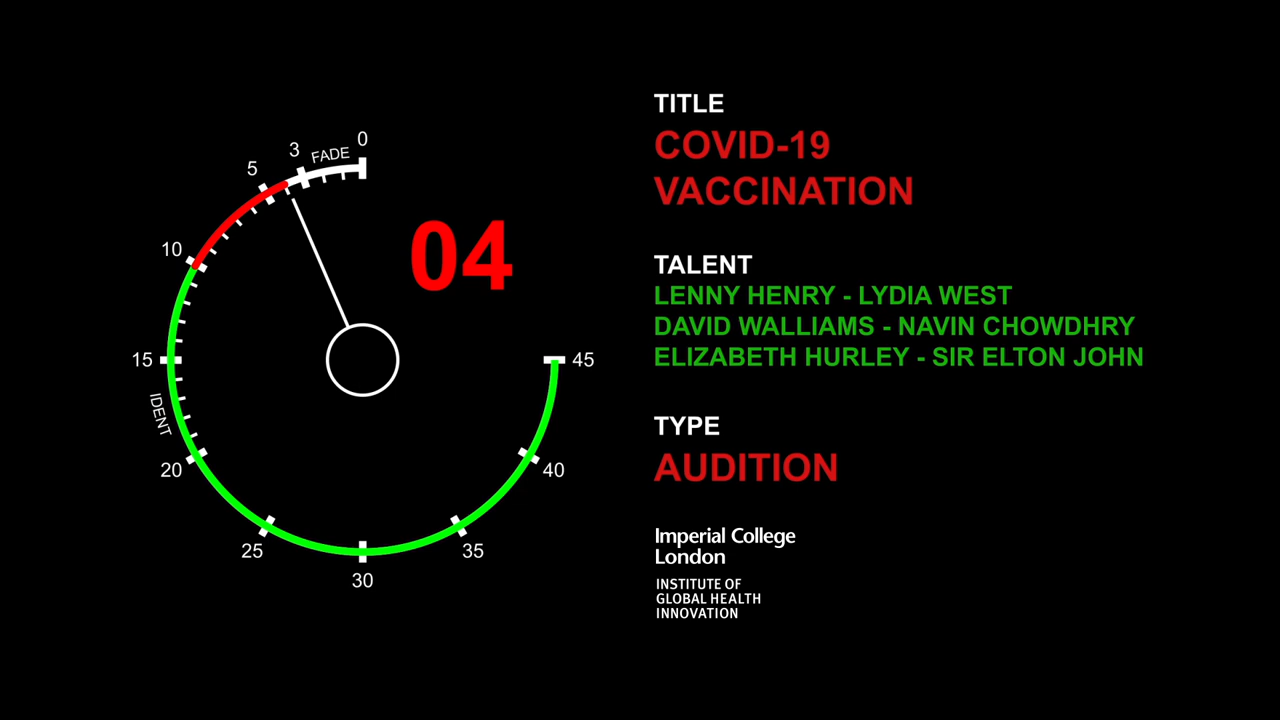 0
3
FADE
5
10
04
15
IDENT
20
25
30
35
40
45
TITLE
COVID-19
VACCINATION
TALENT
LENNY HENRY - LYDIA WEST
DAVID WALLIAMS - NAVIN CHOWDHRY
ELIZABETH HURLEY - SIR ELTON JOHN
TYPE
AUDITION
Imperial College
London
INSTITUTE OF
GLOBAL HEALTH
INNOVATION